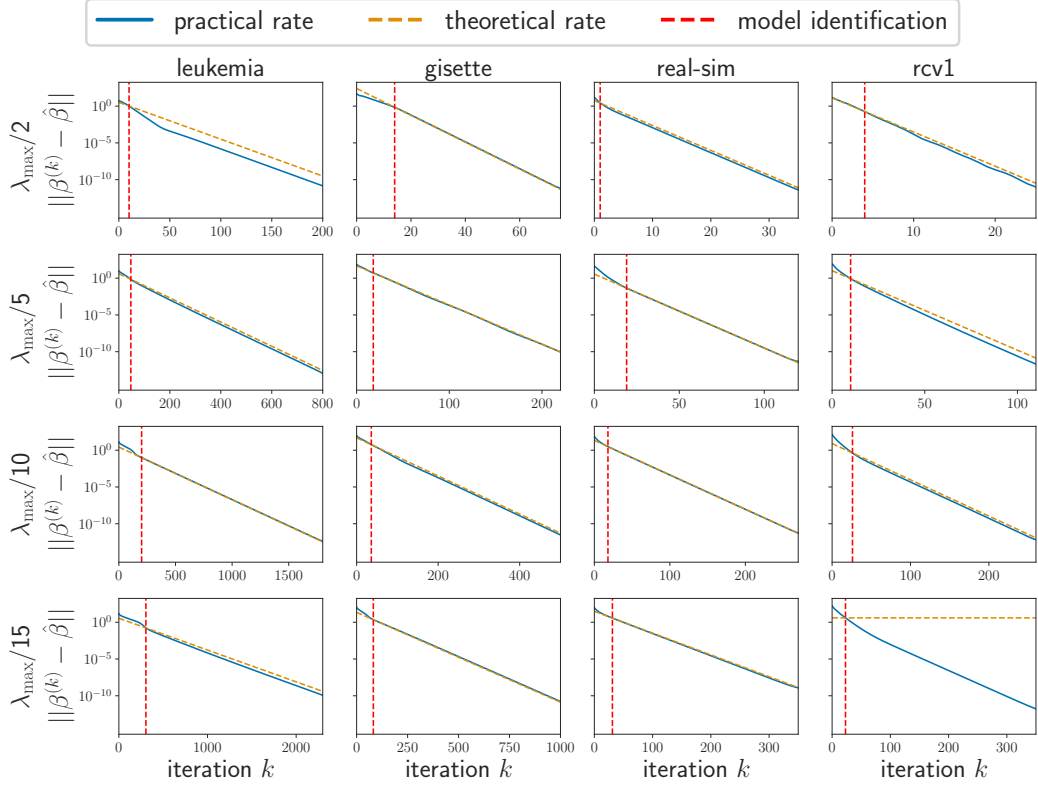 practical rate theoretical rate model identification
leukemia gisette real-sim rcv1
λmax/2
||β^(k) − β̂||
10^0
10^−5
10^−10
0 50 100 150 200
0 20 40 60
0 10 20 30
0 10 20
λmax/5
||β^(k) − β̂||
10^0
10^−5
10^−10
0 200 400 600 800
0 100 200
0 50 100
0 50 100
λmax/10
||β^(k) − β̂||
10^0
10^−5
10^−10
0 500 1000 1500
0 200 400
0 100 200
0 100 200
λmax/15
||β^(k) − β̂||
10^0
10^−5
10^−10
0 1000 2000
0 250 500 750 1000
0 100 200 300
0 100 200 300
iteration k iteration k iteration k iteration k